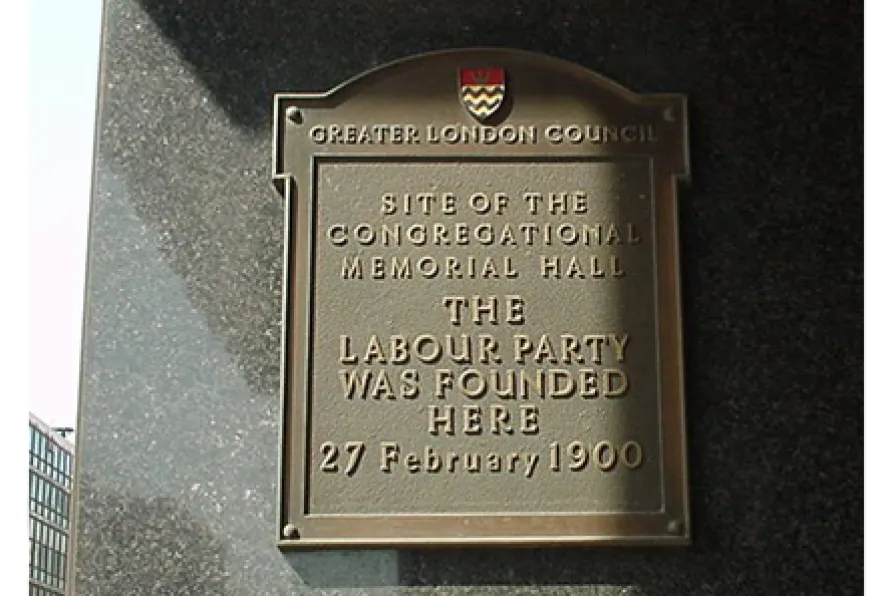 GREATER LONDON COUNCIL
SITE OF THE
CONGREGATIONAL
MEMORIAL HALL
THE
LABOUR PARTY
WAS FOUNDED
HERE
27 February 1900